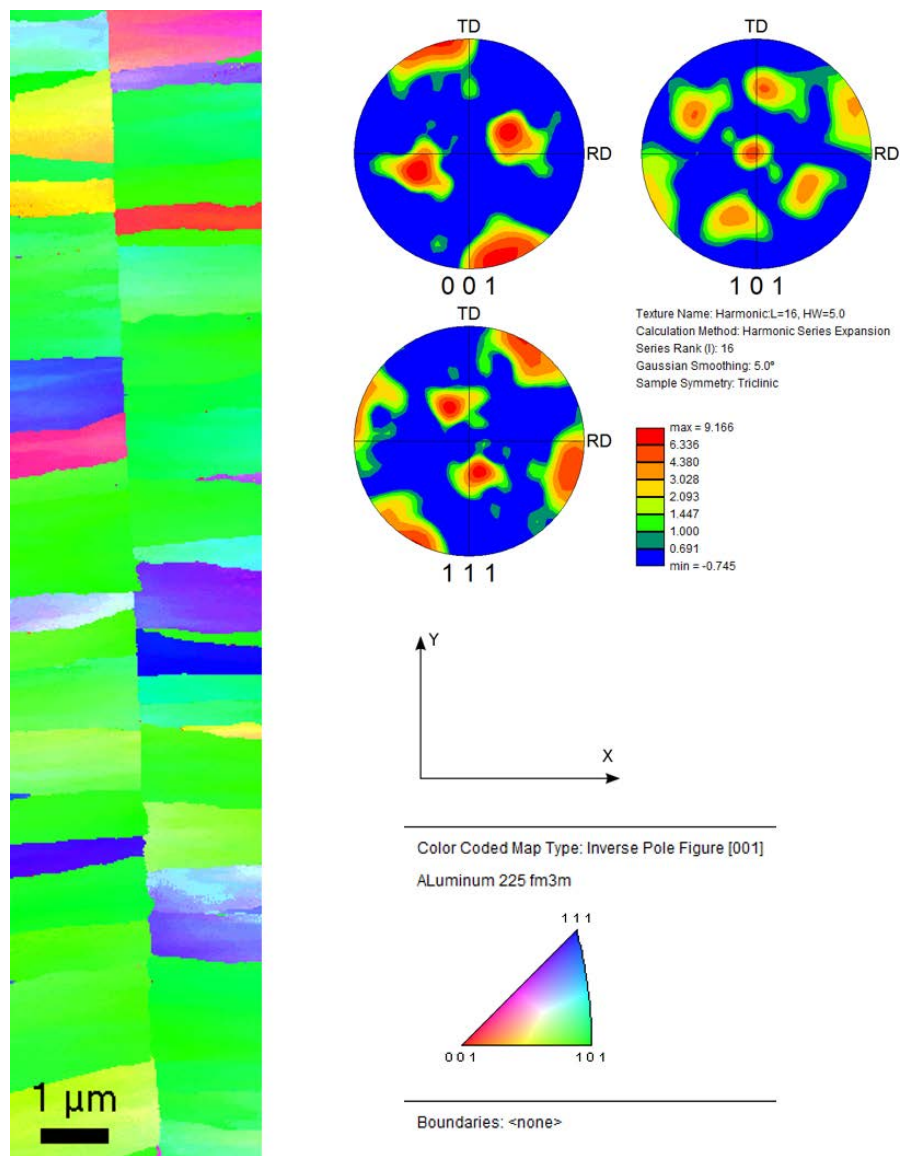 TD
RD
0 0 1
TD
RD
1 0 1
TD
RD
1 1 1
Texture Name: Harmonic:L=16, HW=5.0
Calculation Method: Harmonic Series Expansion
Series Rank (l): 16
Gaussian Smoothing: 5.0°
Sample Symmetry: Triclinic
max = 9.166
6.336
4.380
3.028
2.093
1.447
1.000
0.691
min = -0.745
Y
X
Color Coded Map Type: Inverse Pole Figure [001]
ALuminum 225 fm3m
1 1 1
0 0 1
1 0 1
Boundaries: <none>
1 µm